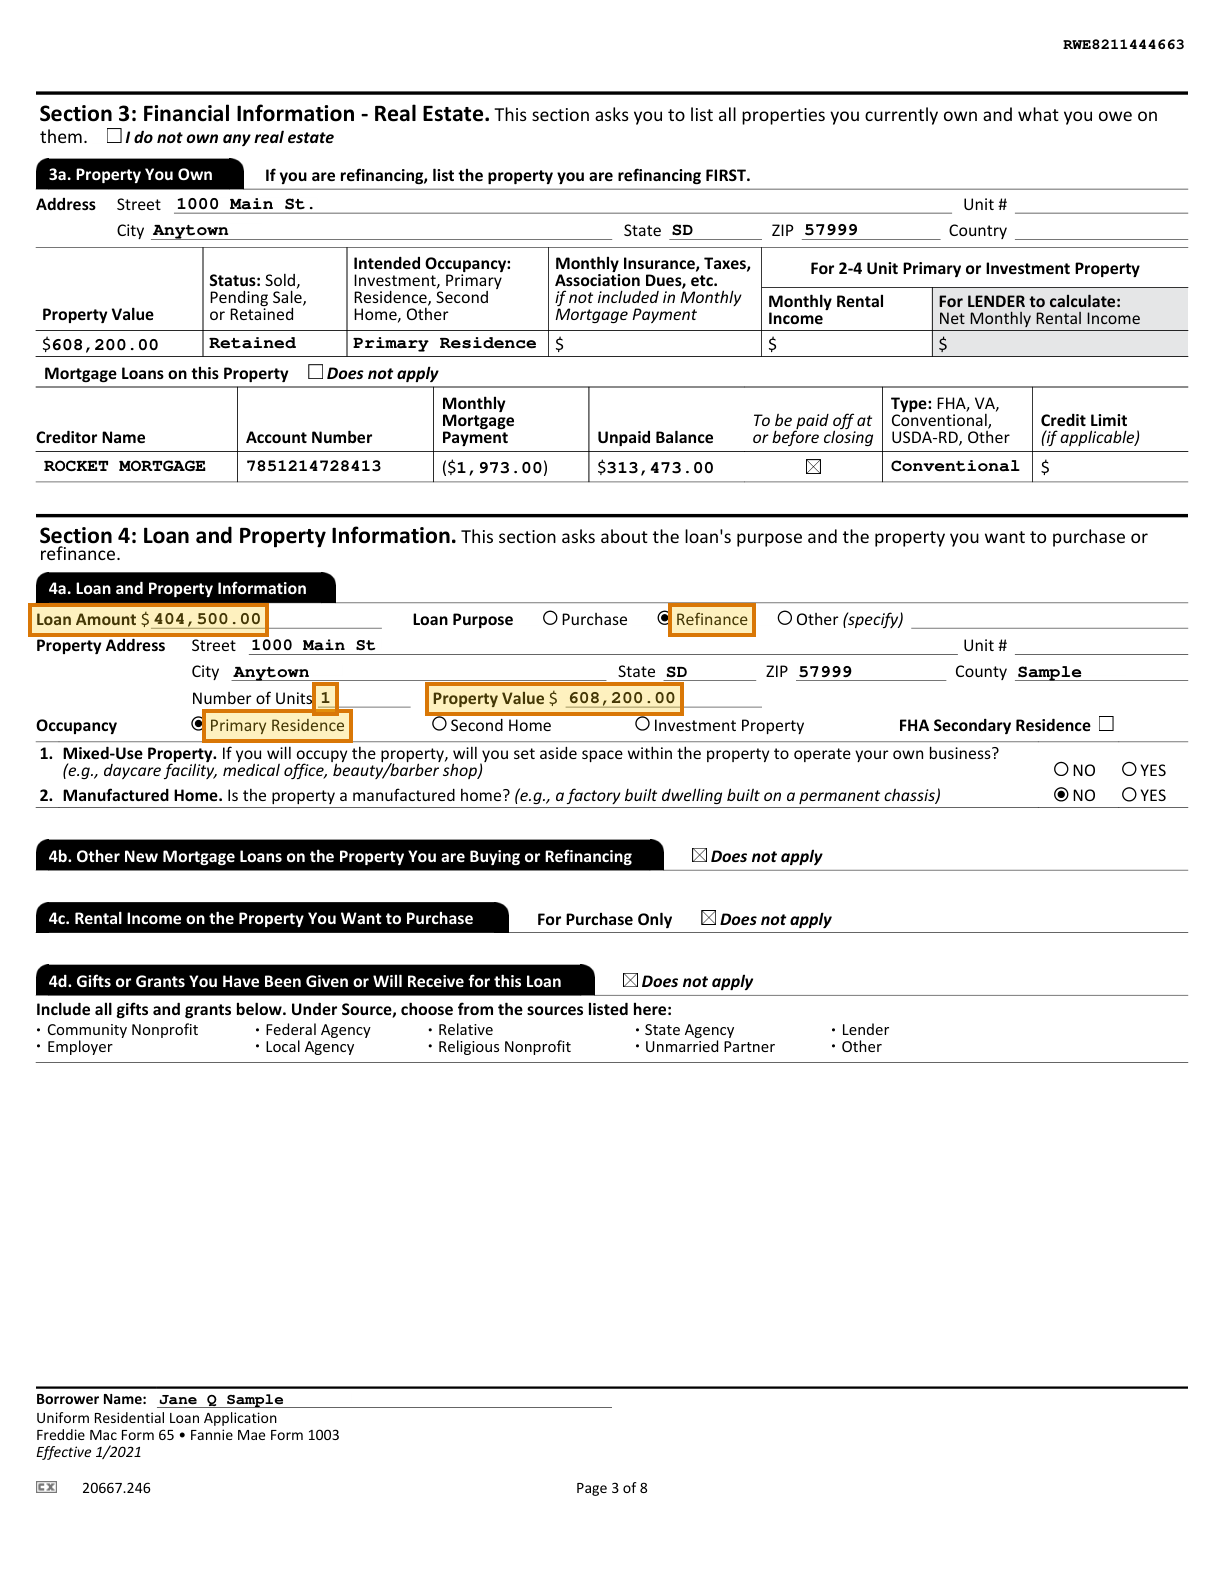 RWE8211444663
Section 3: Financial Information - Real Estate. This section asks you to list all properties you currently own and what you owe on
them. ☐ I do not own any real estate
3a. Property You Own If you are refinancing, list the property you are refinancing FIRST.
Address Street 1000 Main St. Unit #
City Anytown State SD ZIP 57999 Country
Property Value
Status: Sold,
Pending Sale,
or Retained
Intended Occupancy:
Investment, Primary
Residence, Second
Home, Other
Monthly Insurance, Taxes,
Association Dues, etc.
if not included in Monthly
Mortgage Payment
For 2-4 Unit Primary or Investment Property
Monthly Rental
Income
For LENDER to calculate:
Net Monthly Rental Income
$608,200.00 Retained Primary Residence $ $ $
Mortgage Loans on this Property ☐ Does not apply
Creditor Name
Account Number
Monthly
Mortgage
Payment
Unpaid Balance
To be paid off at
or before closing
Type: FHA, VA,
Conventional,
USDA-RD, Other
Credit Limit
(if applicable)
ROCKET MORTGAGE 7851214728413 ($1,973.00) $313,473.00 ☒ Conventional $
Section 4: Loan and Property Information. This section asks about the loan's purpose and the property you want to purchase or
refinance.
4a. Loan and Property Information
Loan Amount $ 404,500.00 Loan Purpose ○ Purchase ◉ Refinance ○ Other (specify)
Property Address Street 1000 Main St Unit #
City Anytown State SD ZIP 57999 County Sample
Number of Units 1 Property Value $ 608,200.00
Occupancy ◉ Primary Residence ○ Second Home ○ Investment Property FHA Secondary Residence ☐
1. Mixed-Use Property. If you will occupy the property, will you set aside space within the property to operate your own business?
(e.g., daycare facility, medical office, beauty/barber shop) ○ NO ○ YES
2. Manufactured Home. Is the property a manufactured home? (e.g., a factory built dwelling built on a permanent chassis) ◉ NO ○ YES
4b. Other New Mortgage Loans on the Property You are Buying or Refinancing ☒ Does not apply
4c. Rental Income on the Property You Want to Purchase For Purchase Only ☒ Does not apply
4d. Gifts or Grants You Have Been Given or Will Receive for this Loan ☒ Does not apply
Include all gifts and grants below. Under Source, choose from the sources listed here:
· Community Nonprofit · Federal Agency · Relative · State Agency · Lender
· Employer · Local Agency · Religious Nonprofit · Unmarried Partner · Other
Borrower Name: Jane Q Sample
Uniform Residential Loan Application
Freddie Mac Form 65 • Fannie Mae Form 1003
Effective 1/2021
CX 20667.246 Page 3 of 8